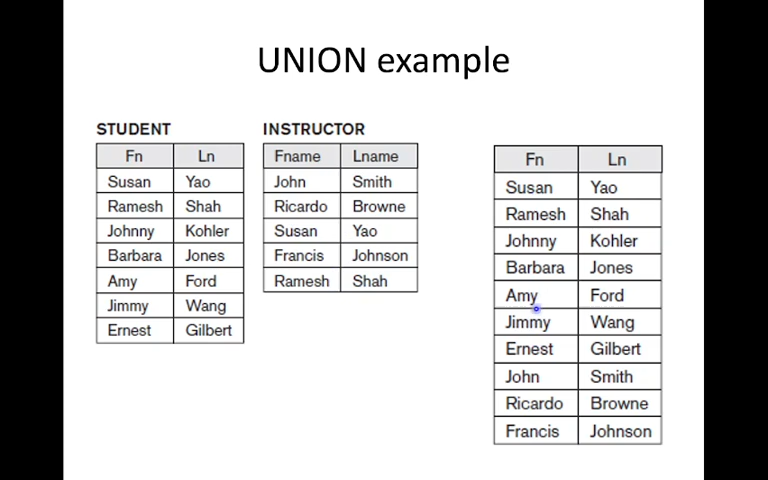 UNION example
STUDENT
Fn Ln
Susan Yao
Ramesh Shah
Johnny Kohler
Barbara Jones
Amy Ford
Jimmy Wang
Ernest Gilbert
INSTRUCTOR
Fname Lname
John Smith
Ricardo Browne
Susan Yao
Francis Johnson
Ramesh Shah
Fn Ln
Susan Yao
Ramesh Shah
Johnny Kohler
Barbara Jones
Amy Ford
Jimmy Wang
Ernest Gilbert
John Smith
Ricardo Browne
Francis Johnson